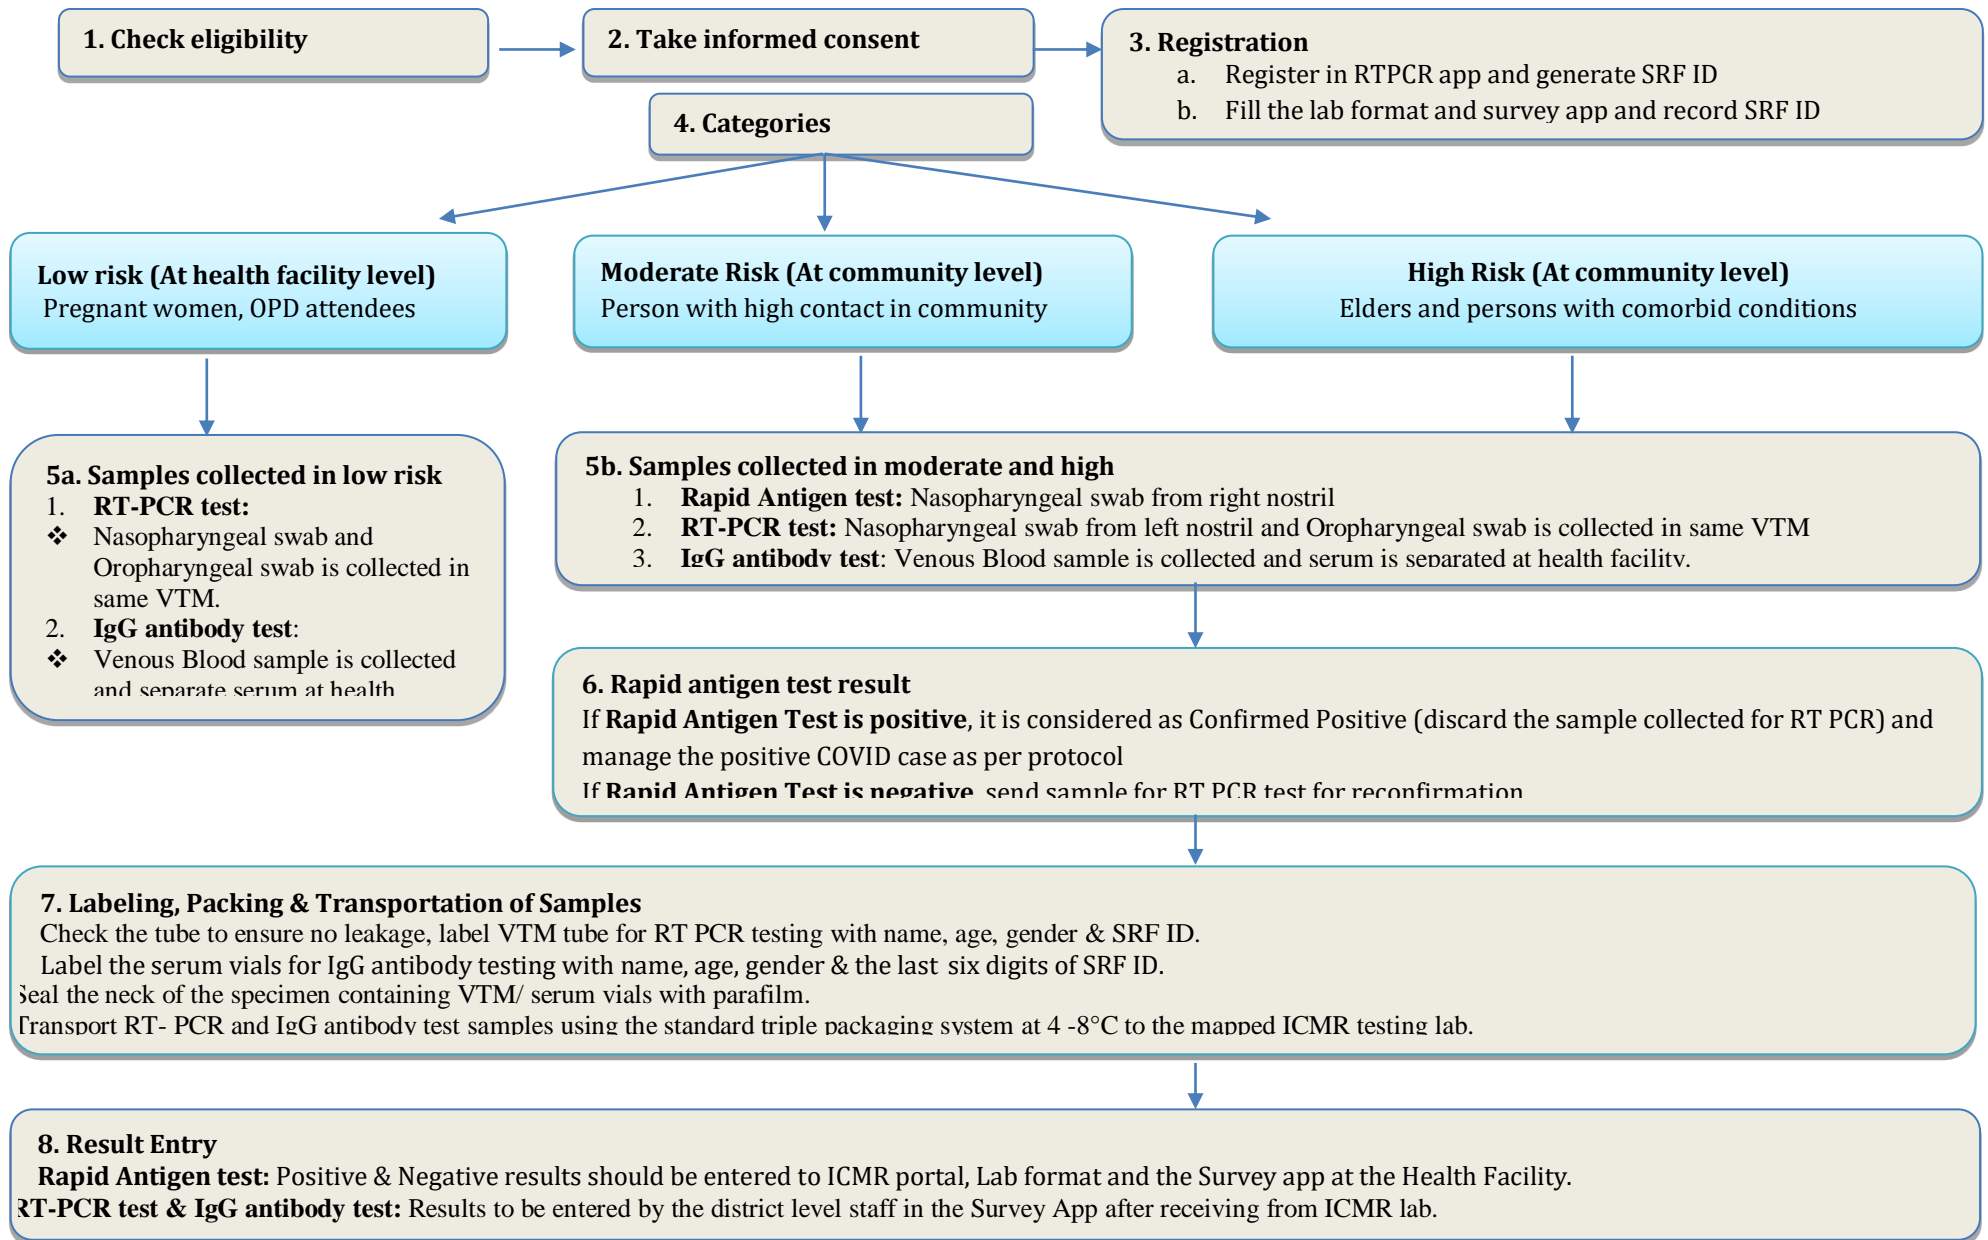 1. Check eligibility
2. Take informed consent
3. Registration
a. Register in RTPCR app and generate SRF ID
b. Fill the lab format and survey app and record SRF ID
4. Categories
Low risk (At health facility level)
Pregnant women, OPD attendees
Moderate Risk (At community level)
Person with high contact in community
High Risk (At community level)
Elders and persons with comorbid conditions
5a. Samples collected in low risk
1. RT-PCR test:
❖ Nasopharyngeal swab and
Oropharyngeal swab is collected in
same VTM.
2. IgG antibody test:
❖ Venous Blood sample is collected
and separate serum at health
5b. Samples collected in moderate and high
1. Rapid Antigen test: Nasopharyngeal swab from right nostril
2. RT-PCR test: Nasopharyngeal swab from left nostril and Oropharyngeal swab is collected in same VTM
3. IgG antibody test: Venous Blood sample is collected and serum is separated at health facility.
6. Rapid antigen test result
If Rapid Antigen Test is positive, it is considered as Confirmed Positive (discard the sample collected for RT PCR) and
manage the positive COVID case as per protocol
If Rapid Antigen Test is negative, send sample for RT PCR test for reconfirmation
7. Labeling, Packing & Transportation of Samples
Check the tube to ensure no leakage, label VTM tube for RT PCR testing with name, age, gender & SRF ID.
Label the serum vials for IgG antibody testing with name, age, gender & the last six digits of SRF ID.
Seal the neck of the specimen containing VTM/ serum vials with parafilm.
Transport RT- PCR and IgG antibody test samples using the standard triple packaging system at 4 -8°C to the mapped ICMR testing lab.
8. Result Entry
Rapid Antigen test: Positive & Negative results should be entered to ICMR portal, Lab format and the Survey app at the Health Facility.
RT-PCR test & IgG antibody test: Results to be entered by the district level staff in the Survey App after receiving from ICMR lab.